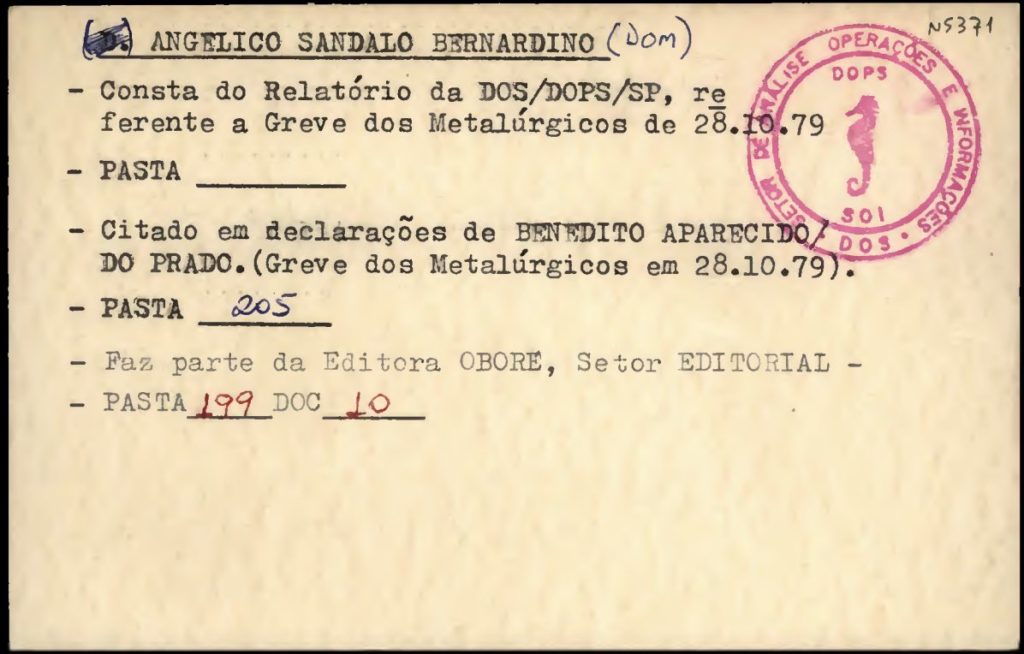 N5371
(D.) ANGELICO SANDALO BERNARDINO (DOM)
- Consta do Relatório da DOS/DOPS/SP, re
ferente a Greve dos Metalúrgicos de 28.10.79
- PASTA
- Citado em declarações de BENEDITO APARECIDO/
DO PRADO.(Greve dos Metalúrgicos em 28.10.79).
- PASTA 205
- Faz parte da Editora OBORÉ, Setor EDITORIAL -
- PASTA 199 DOC 10
SETOR DE ANÁLISE OPERAÇÕES E INFORMAÇÕES · DOS ·
DOPS
SOI